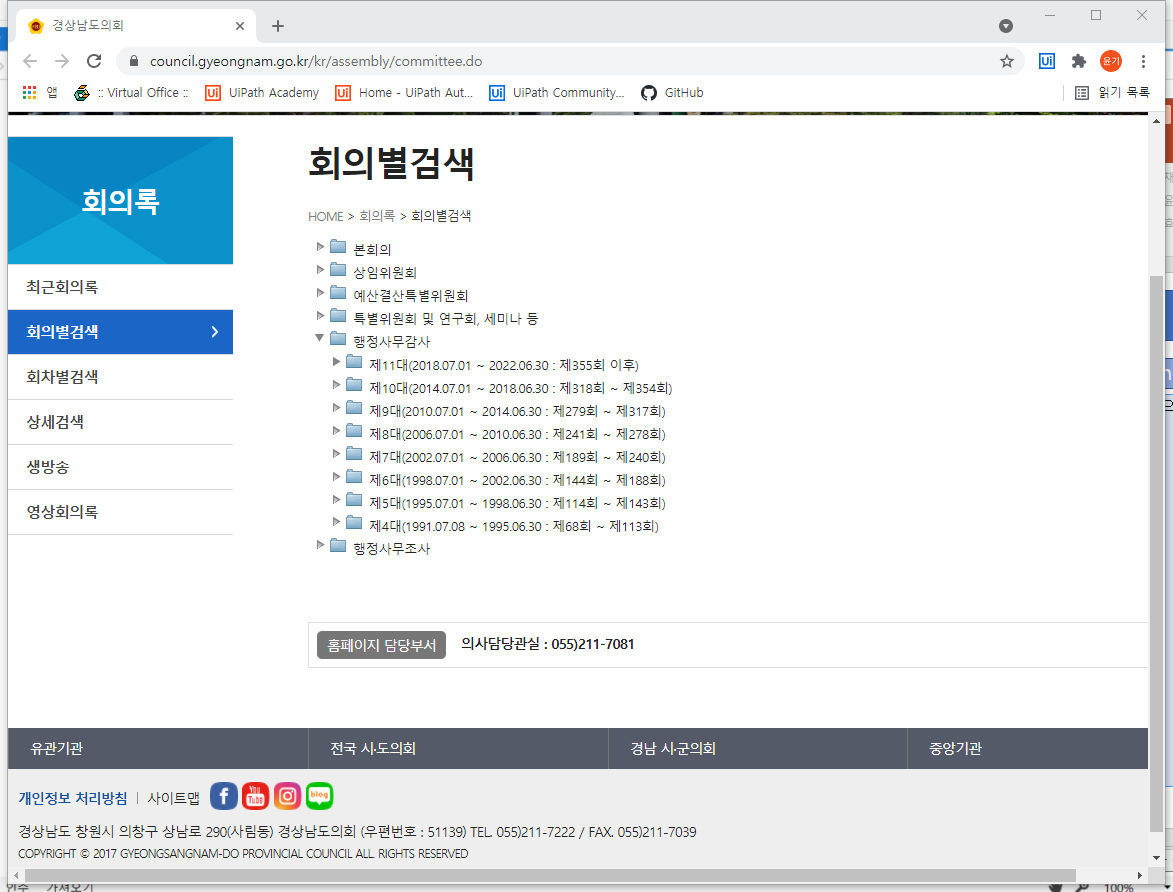 경상남도의회
council.gyeongnam.go.kr/kr/assembly/committee.do
Ui
윤기
앱
:: Virtual Office ::
Ui UiPath Academy
Ui Home - UiPath Aut...
Ui UiPath Community...
GitHub
읽기 목록
회의록
최근회의록
회의별검색
회차별검색
상세검색
생방송
영상회의록
회의별검색
HOME > 회의록 > 회의별검색
본회의
상임위원회
예산결산특별위원회
특별위원회 및 연구회, 세미나 등
행정사무감사
제11대(2018.07.01 ~ 2022.06.30 : 제355회 이후)
제10대(2014.07.01 ~ 2018.06.30 : 제318회 ~ 제354회)
제9대(2010.07.01 ~ 2014.06.30 : 제279회 ~ 제317회)
제8대(2006.07.01 ~ 2010.06.30 : 제241회 ~ 제278회)
제7대(2002.07.01 ~ 2006.06.30 : 제189회 ~ 제240회)
제6대(1998.07.01 ~ 2002.06.30 : 제144회 ~ 제188회)
제5대(1995.07.01 ~ 1998.06.30 : 제114회 ~ 제143회)
제4대(1991.07.08 ~ 1995.06.30 : 제68회 ~ 제113회)
행정사무조사
홈페이지 담당부서 의사담당관실 : 055)211-7081
유관기관
전국 시·도의회
경남 시·군의회
중앙기관
개인정보 처리방침 | 사이트맵
You Tube
blog
경상남도 창원시 의창구 상남로 290(사림동) 경상남도의회 (우편번호 : 51139) TEL. 055)211-7222 / FAX. 055)211-7039
COPYRIGHT © 2017 GYEONGSANGNAM-DO PROVINCIAL COUNCIL ALL RIGHTS RESERVED
가져오기
100%